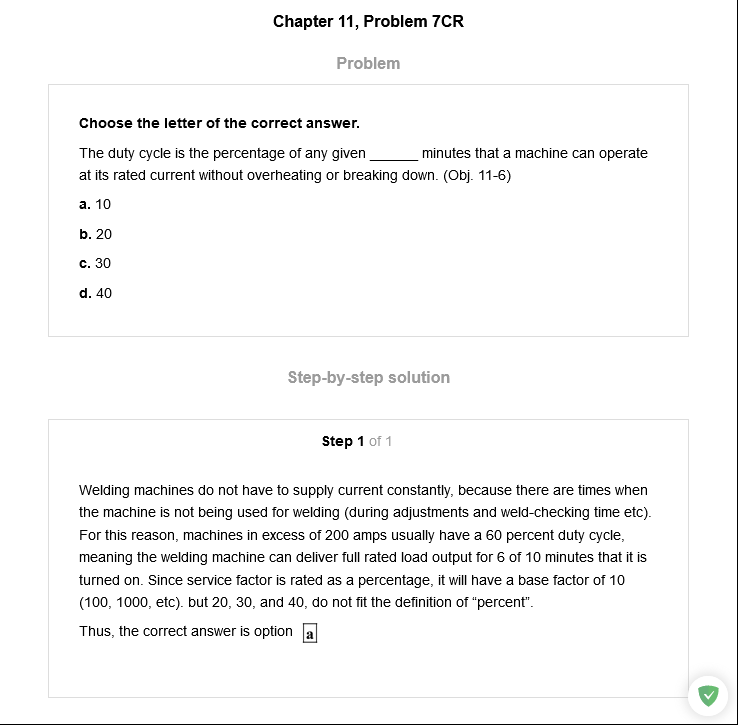 Chapter 11, Problem 7CR
Problem
Choose the letter of the correct answer.
The duty cycle is the percentage of any given ______ minutes that a machine can operate
at its rated current without overheating or breaking down. (Obj. 11-6)
a. 10
b. 20
c. 30
d. 40
Step-by-step solution
Step 1 of 1
Welding machines do not have to supply current constantly, because there are times when
the machine is not being used for welding (during adjustments and weld-checking time etc).
For this reason, machines in excess of 200 amps usually have a 60 percent duty cycle,
meaning the welding machine can deliver full rated load output for 6 of 10 minutes that it is
turned on. Since service factor is rated as a percentage, it will have a base factor of 10
(100, 1000, etc). but 20, 30, and 40, do not fit the definition of “percent”.
Thus, the correct answer is option a